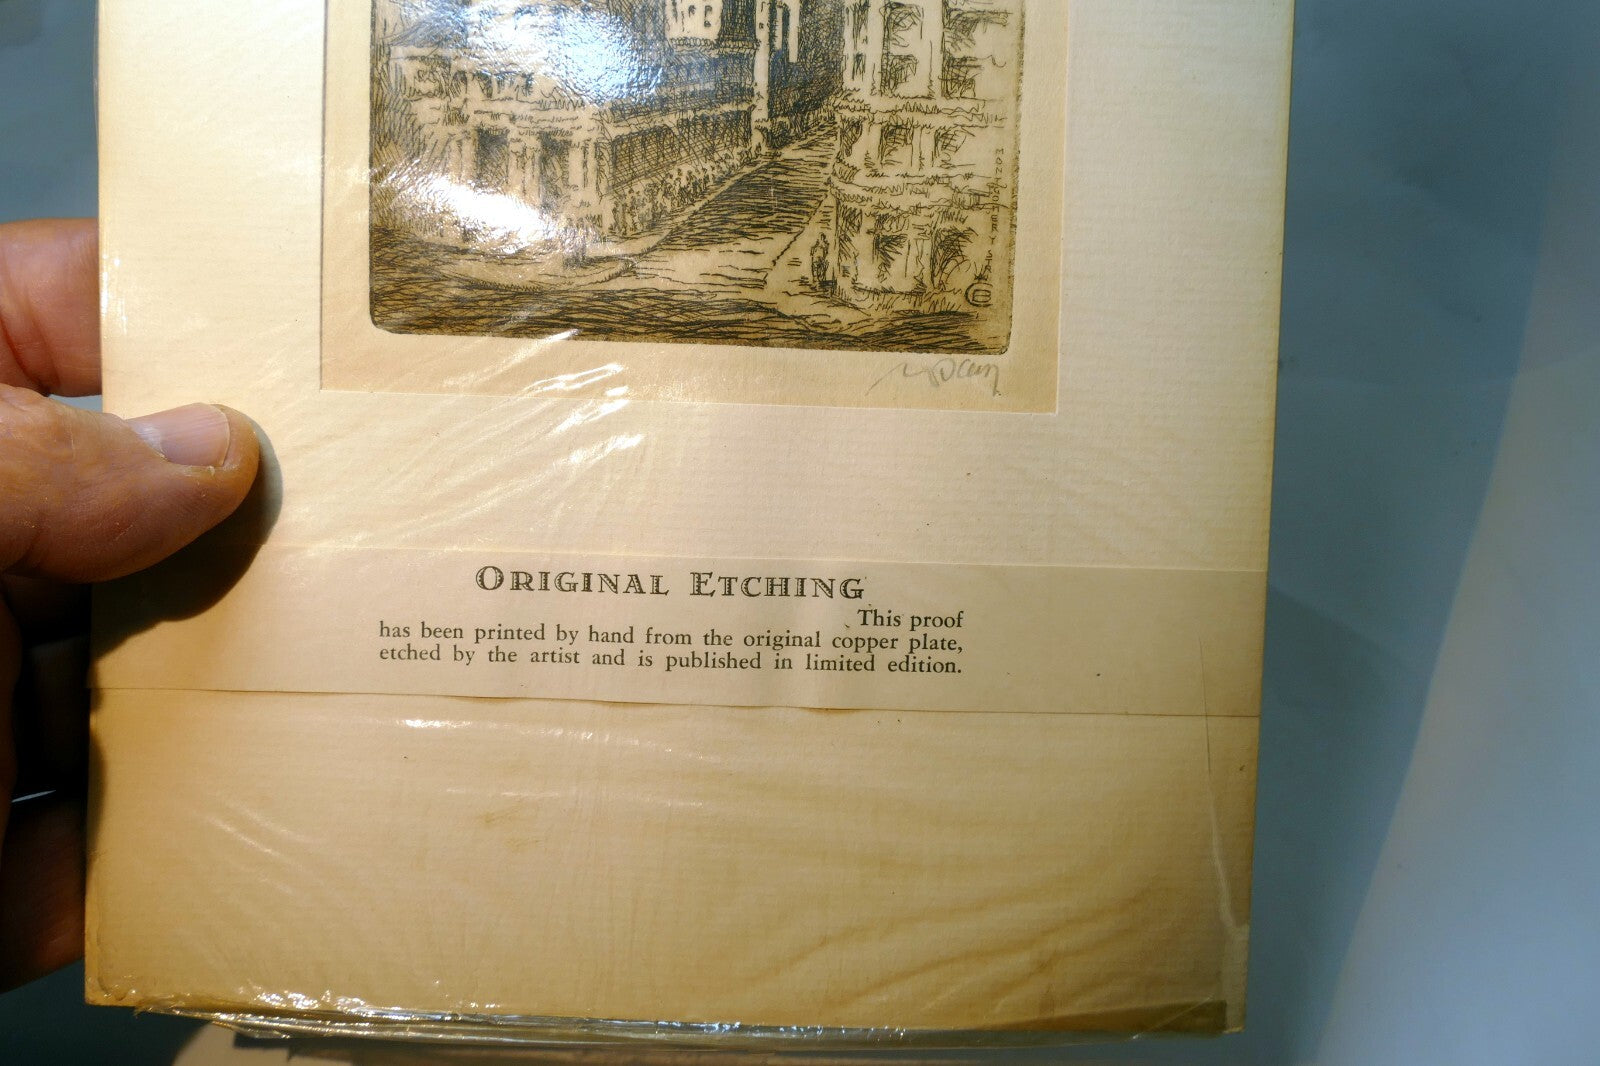 ORIGINAL ETCHING
This proof
has been printed by hand from the original copper plate,
etched by the artist and is published in limited edition.